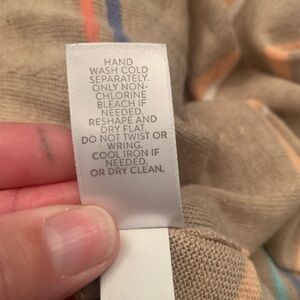 HAND
WASH COLD
SEPARATELY.
ONLY NON-
CHLORINE
BLEACH IF
NEEDED.
RESHAPE AND
DRY FLAT.
DO NOT TWIST OR
WRING.
COOL IRON IF
NEEDED.
OR DRY CLEAN.